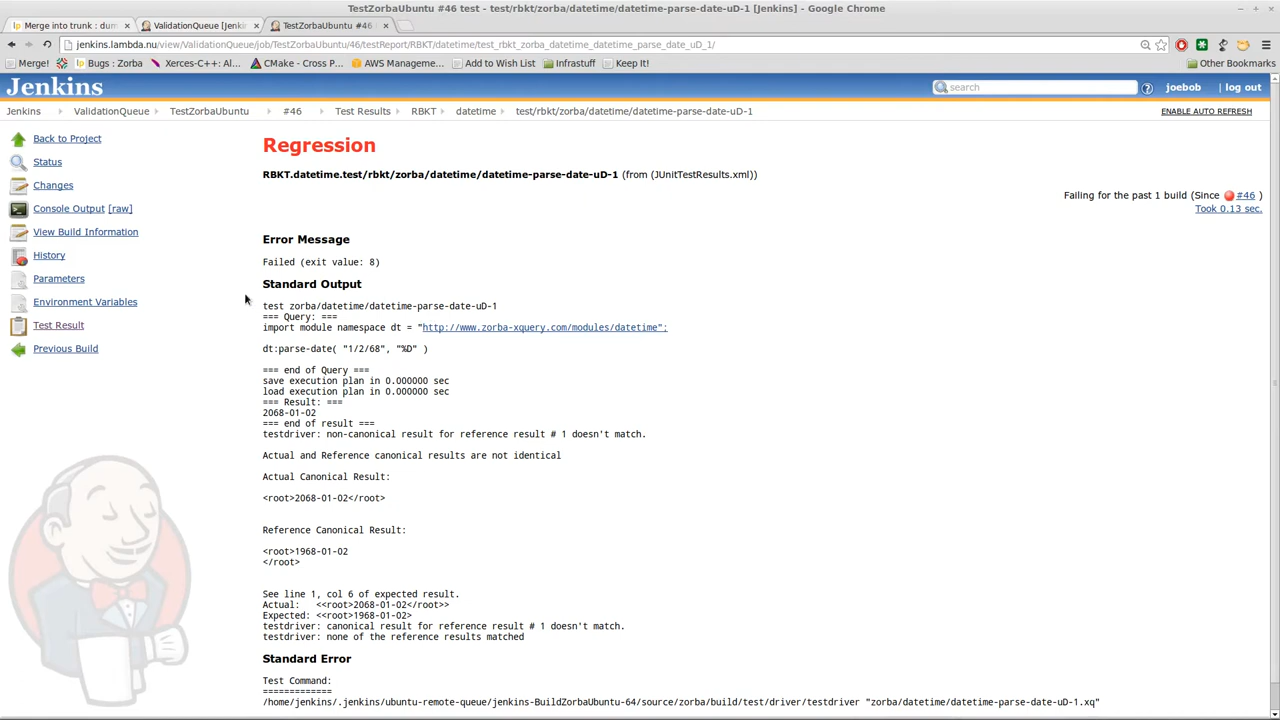 TestZorbaUbuntu #46 test - test/rbkt/zorba/datetime/datetime-parse-date-uD-1 [Jenkins] - Google Chrome
Merge into trunk : dum
ValidationQueue [Jenki
TestZorbaUbuntu #46
jenkins.lambda.nu/view/ValidationQueue/job/TestZorbaUbuntu/46/testReport/RBKT/datetime/test_rbkt_zorba_datetime_datetime_parse_date_uD_1/
Merge!
Bugs : Zorba
Xerces-C++: Al...
CMake - Cross P...
AWS Manageme...
Add to Wish List
Infrastuff
Keep It!
Other Bookmarks
Jenkins
search
joebob
log out
Jenkins
ValidationQueue
TestZorbaUbuntu
#46
Test Results
RBKT
datetime
test/rbkt/zorba/datetime/datetime-parse-date-uD-1
ENABLE AUTO REFRESH
Back to Project
Status
Changes
Console Output [raw]
View Build Information
History
Parameters
Environment Variables
Test Result
Previous Build
Regression
RBKT.datetime.test/rbkt/zorba/datetime/datetime-parse-date-uD-1 (from (JUnitTestResults.xml))
Failing for the past 1 build (Since #46 )
Took 0.13 sec.
Error Message
Failed (exit value: 8)
Standard Output
test zorba/datetime/datetime-parse-date-uD-1
=== Query: ===
import module namespace dt = "http://www.zorba-xquery.com/modules/datetime";
dt:parse-date( "1/2/68", "%D" )
=== end of Query ===
save execution plan in 0.000000 sec
load execution plan in 0.000000 sec
=== Result: ===
2068-01-02
=== end of result ===
testdriver: non-canonical result for reference result # 1 doesn't match.
Actual and Reference canonical results are not identical
Actual Canonical Result:
<root>2068-01-02</root>
Reference Canonical Result:
<root>1968-01-02
</root>
See line 1, col 6 of expected result.
Actual:   <<root>2068-01-02</root>>
Expected: <<root>1968-01-02>
testdriver: canonical result for reference result # 1 doesn't match.
testdriver: none of the reference results matched
Standard Error
Test Command:
=============
/home/jenkins/.jenkins/ubuntu-remote-queue/jenkins-BuildZorbaUbuntu-64/source/zorba/build/test/driver/testdriver "zorba/datetime/datetime-parse-date-uD-1.xq"